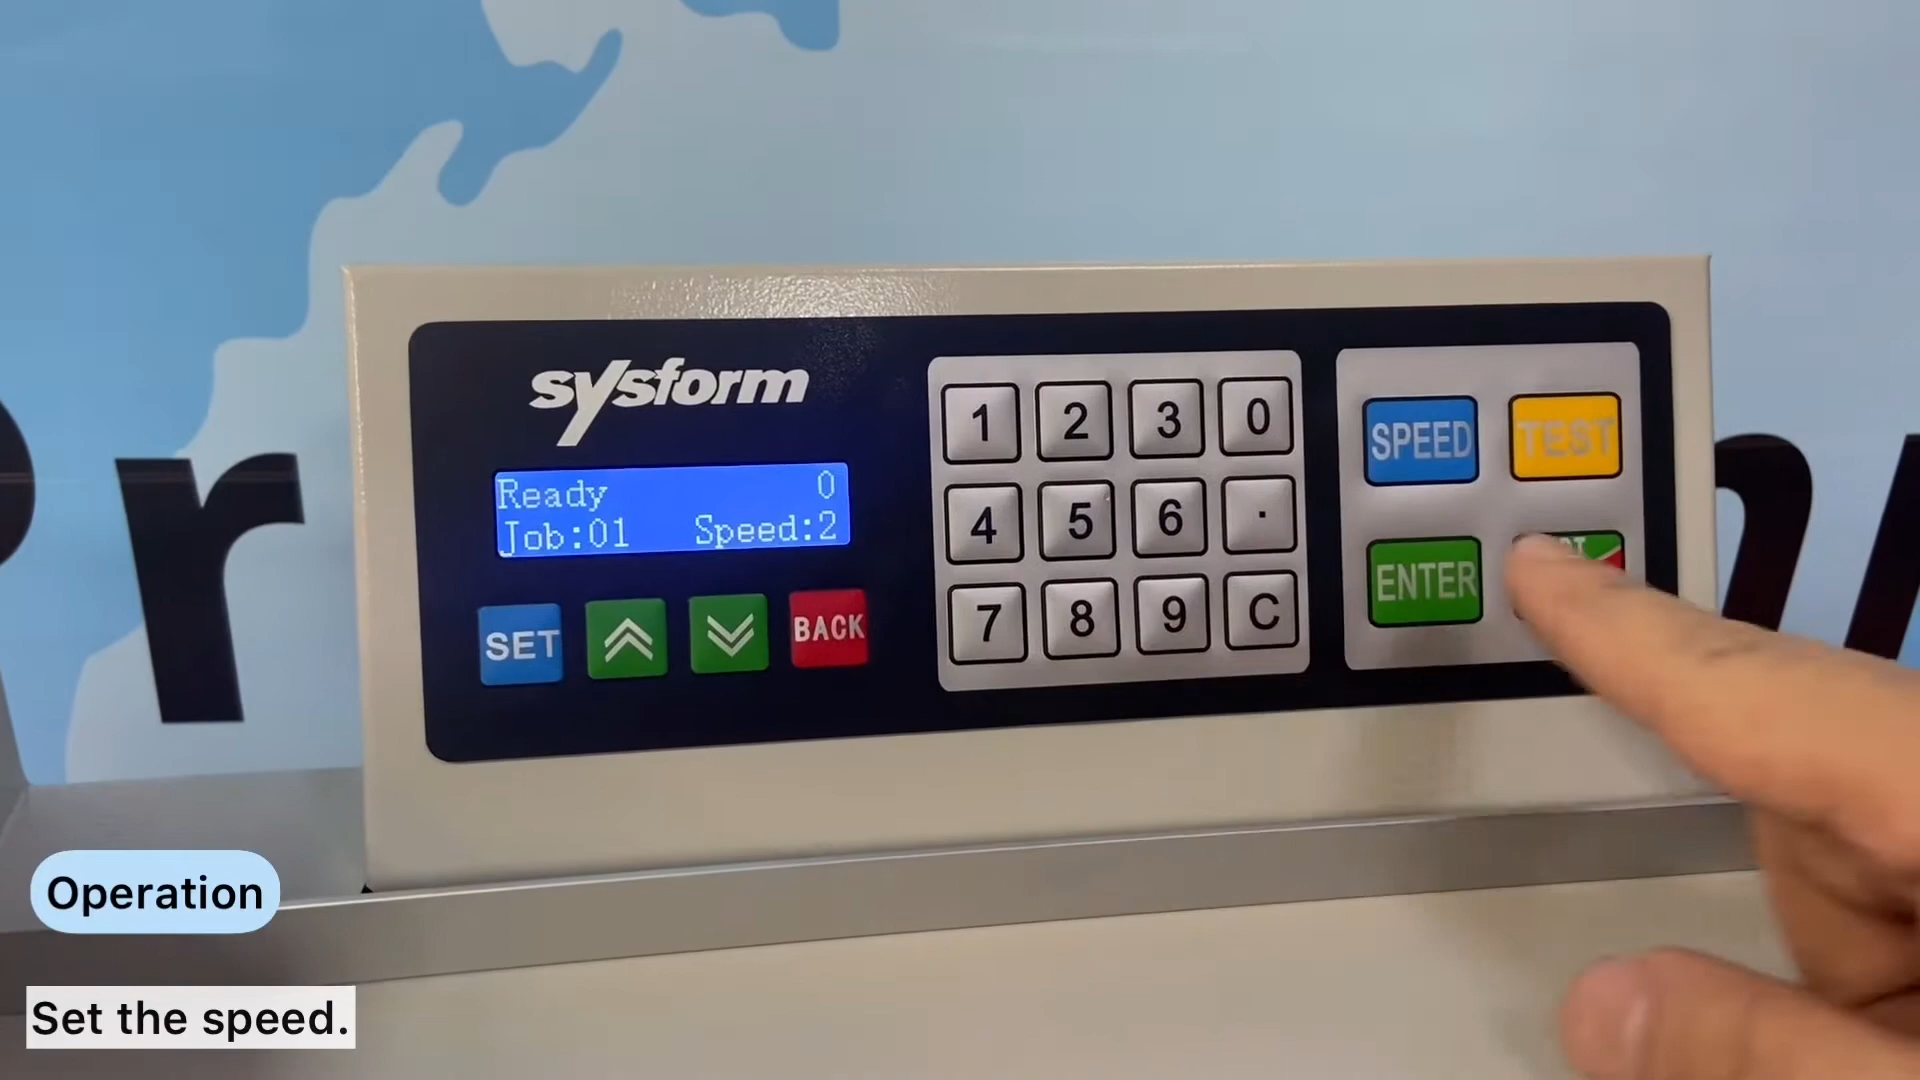 sysform
Ready 0
Job:01 Speed:2
SET BACK
1 2 3 0
4 5 6 .
7 8 9 C
SPEED TEST
ENTER
r
Operation
Set the speed.